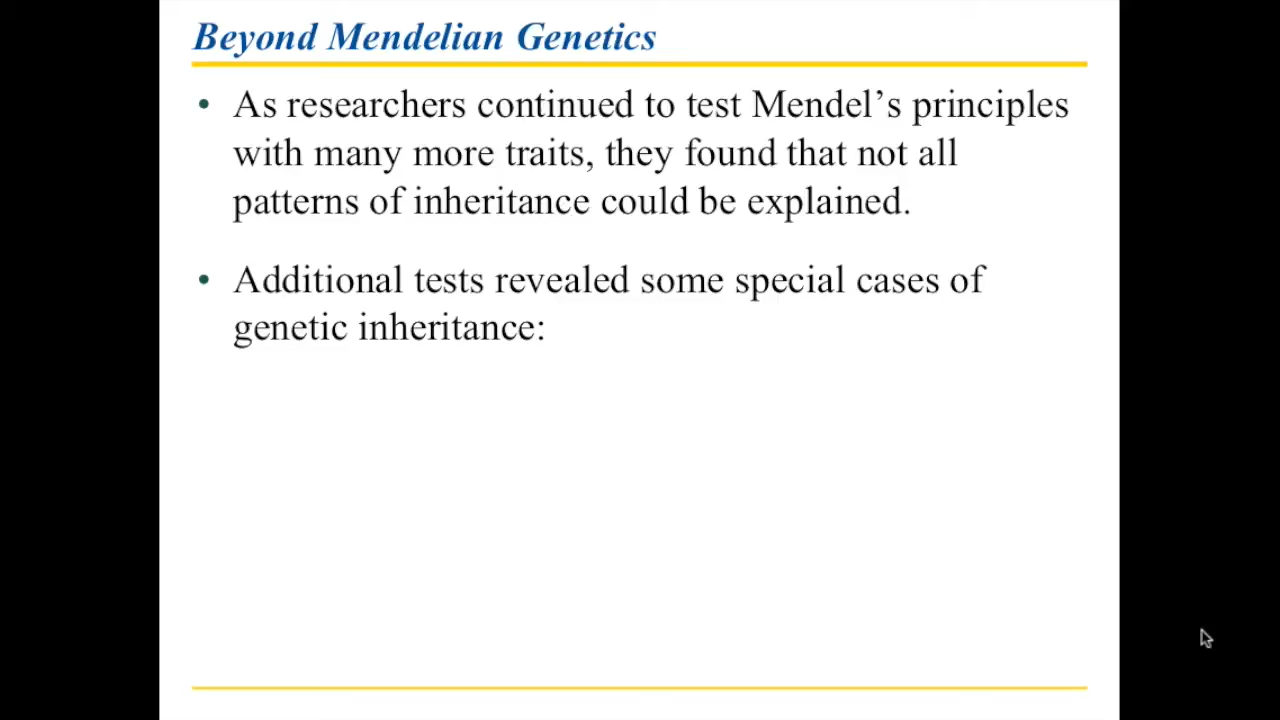 Beyond Mendelian Genetics
• As researchers continued to test Mendel’s principles
with many more traits, they found that not all
patterns of inheritance could be explained.
• Additional tests revealed some special cases of
genetic inheritance: